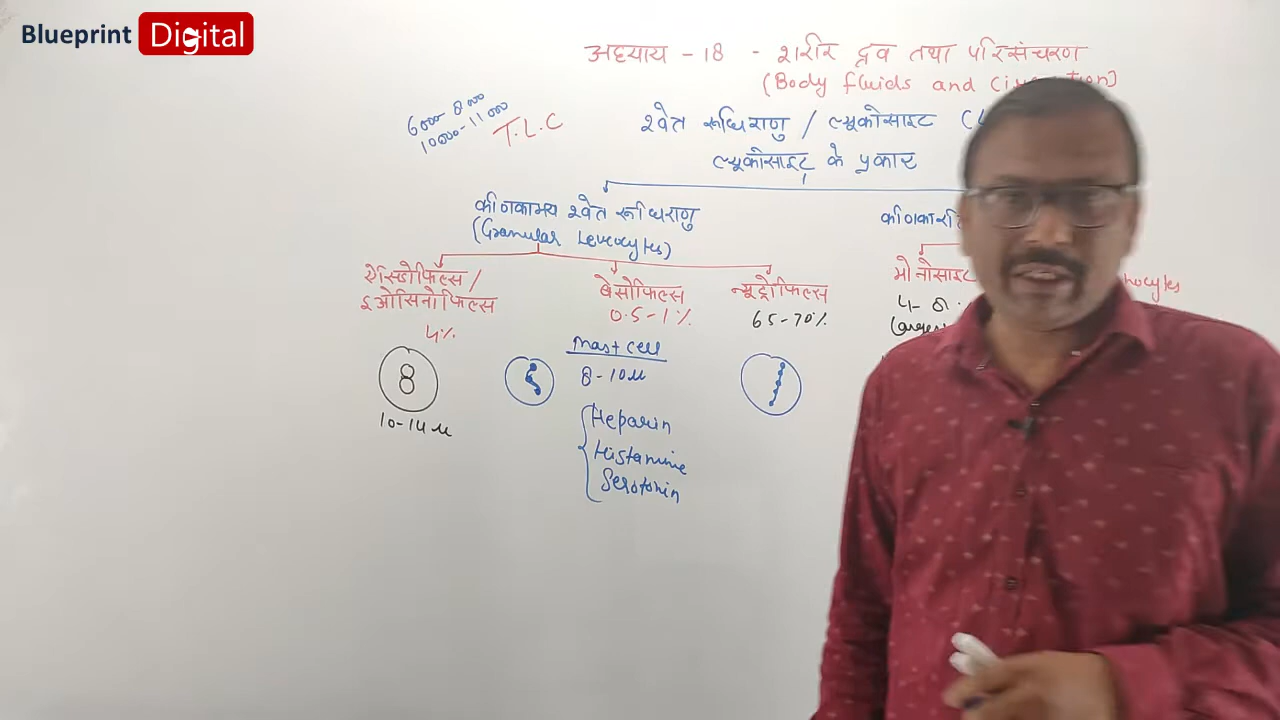 Blueprint Digital
अध्याय - 18 - शरीर द्रव तथा परिसंचरण
(Body fluids and
6000-8000
10000-11000
T.L.C
श्वेत रूधिराणु / ल्यूकोसाइट
ल्यूकोसाइट के प्रकार
कणिकामय श्वेत रूधिराणु
(Granular Leucocytes)
ऐसिडोफिल्स /
इओसिनोफिल्स
4%
बेसोफिल्स
0.5-1%
न्यूट्रोफिल्स
65-70%
मोनोसाइट
Mast cell
8-10µ
10-14µ
Heparin
Histamine
Serotonin